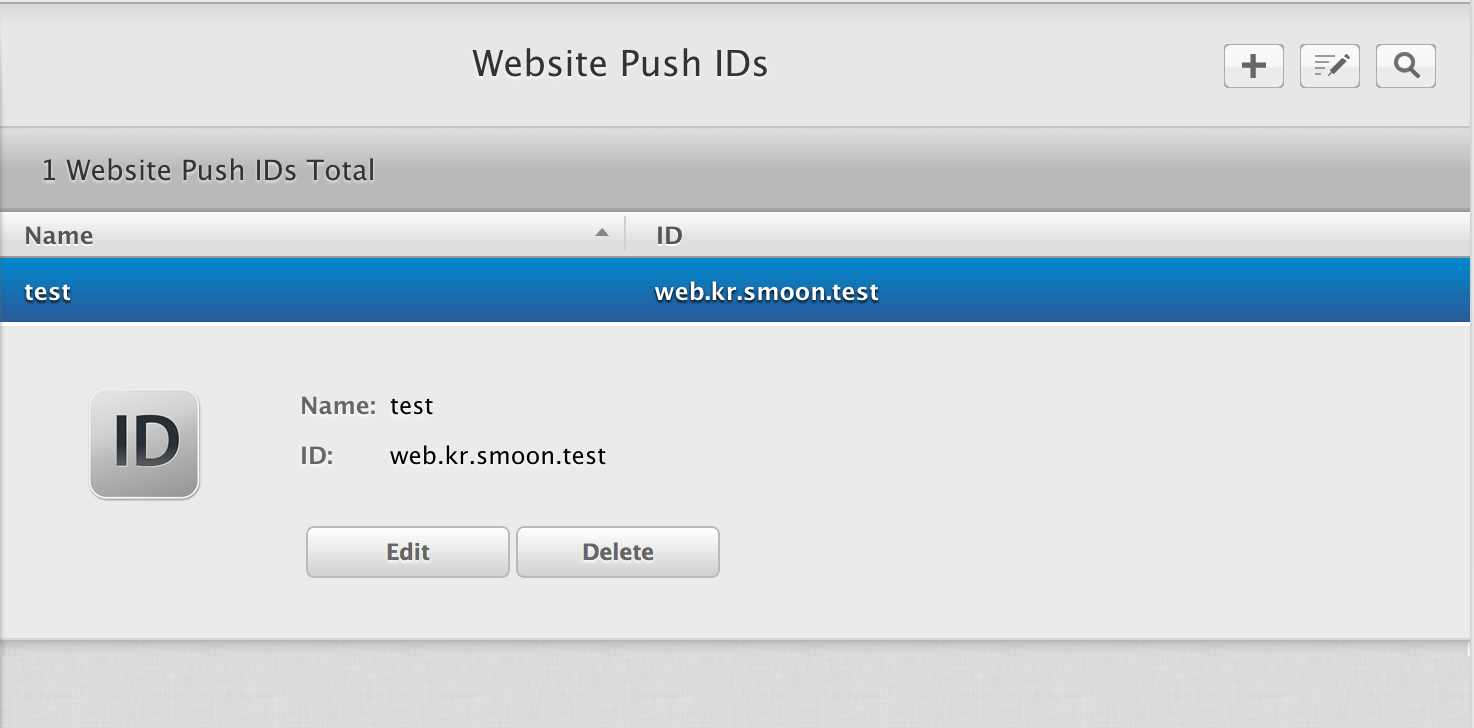 Website Push IDs
1 Website Push IDs Total
Name ID
test web.kr.smoon.test
ID
Name: test
ID: web.kr.smoon.test
Edit Delete